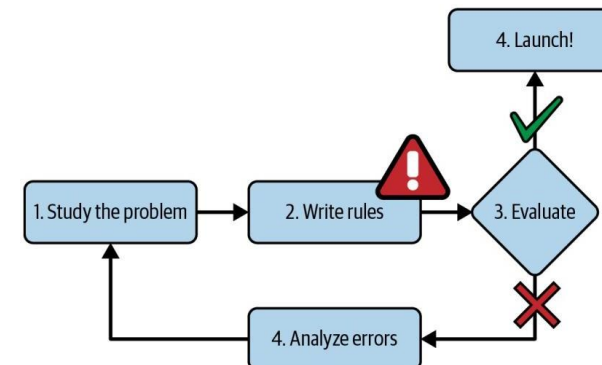 4. Launch!
1. Study the problem
2. Write rules
3. Evaluate
4. Analyze errors